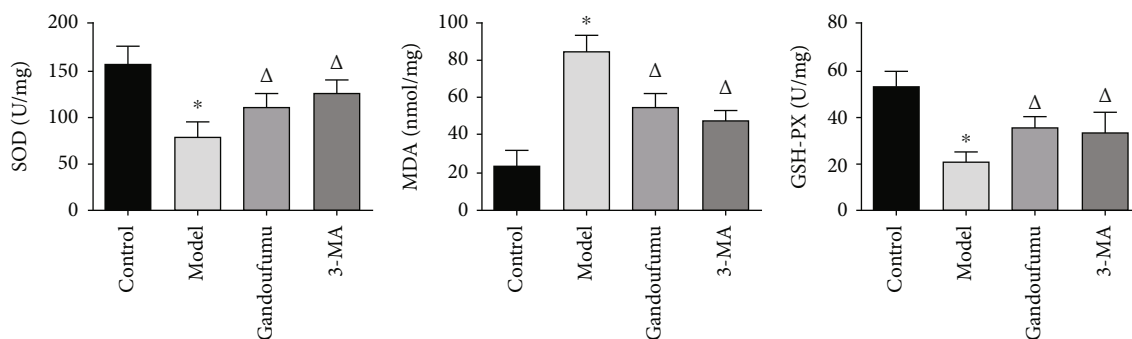 SOD (U/mg)
200
150
100
50
0
*
Δ
Δ
Control
Model
Gandoufumu
3-MA
MDA (nmol/mg)
100
80
60
40
20
0
*
Δ
Δ
Control
Model
Gandoufumu
3-MA
GSH-PX (U/mg)
80
60
40
20
0
*
Δ
Δ
Control
Model
Gandoufumu
3-MA